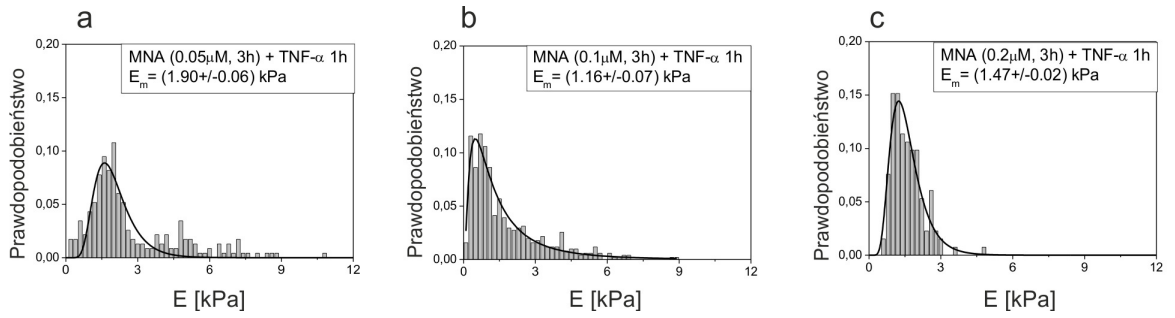 a
MNA (0.05µM, 3h) + TNF-α 1h
Em= (1.90+/-0.06) kPa
Prawdopodobieństwo
0,20
0,15
0,10
0,05
0,00
0 3 6 9 12
E [kPa]
b
MNA (0.1µM, 3h) + TNF-α 1h
Em= (1.16+/-0.07) kPa
Prawdopodobieństwo
0,20
0,15
0,10
0,05
0,00
0 3 6 9 12
E [kPa]
c
MNA (0.2µM, 3h) + TNF-α 1h
Em= (1.47+/-0.02) kPa
Prawdopodobieństwo
0,20
0,15
0,10
0,05
0,00
0 3 6 9 12
E [kPa]